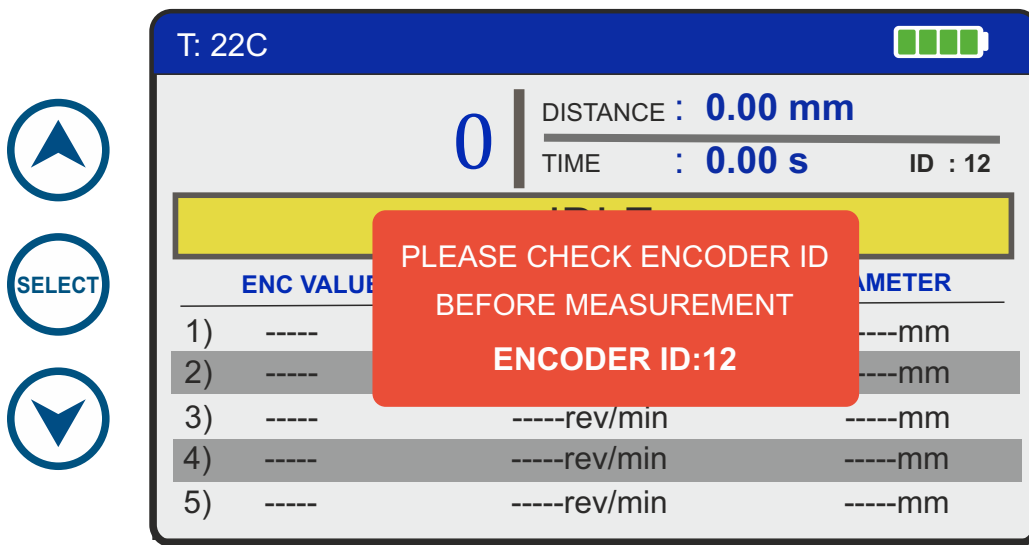 T: 22C
0
DISTANCE : 0.00 mm
TIME : 0.00 s ID : 12
PLEASE CHECK ENCODER ID
BEFORE MEASUREMENT
ENCODER ID:12
SELECT
ENC VALUE
1) ----- ----mm
2) ----- ----mm
3) ----- -----rev/min -----mm
4) ----- -----rev/min -----mm
5) ----- -----rev/min -----mm